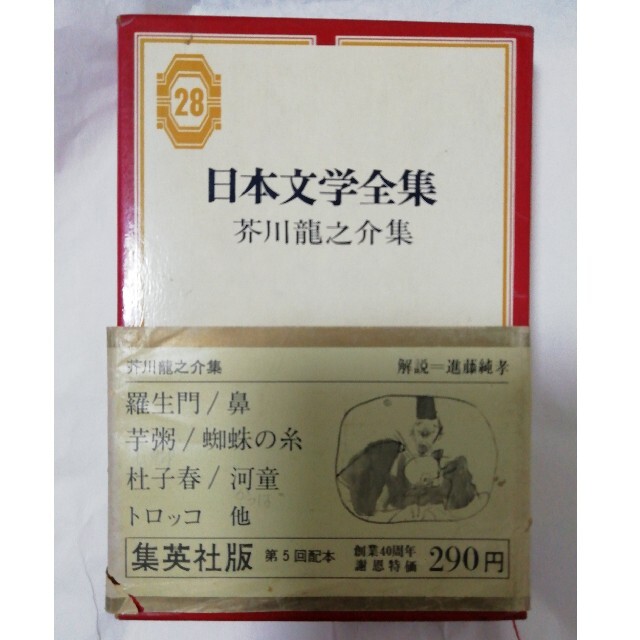 28
日本文学全集
芥川龍之介集
芥川龍之介集
解説=進藤純孝
羅生門/鼻
芋粥/蜘蛛の糸
杜子春/河童
トロッコ 他
集英社版 第5回配本 創業40周年 謝恩特価 290円